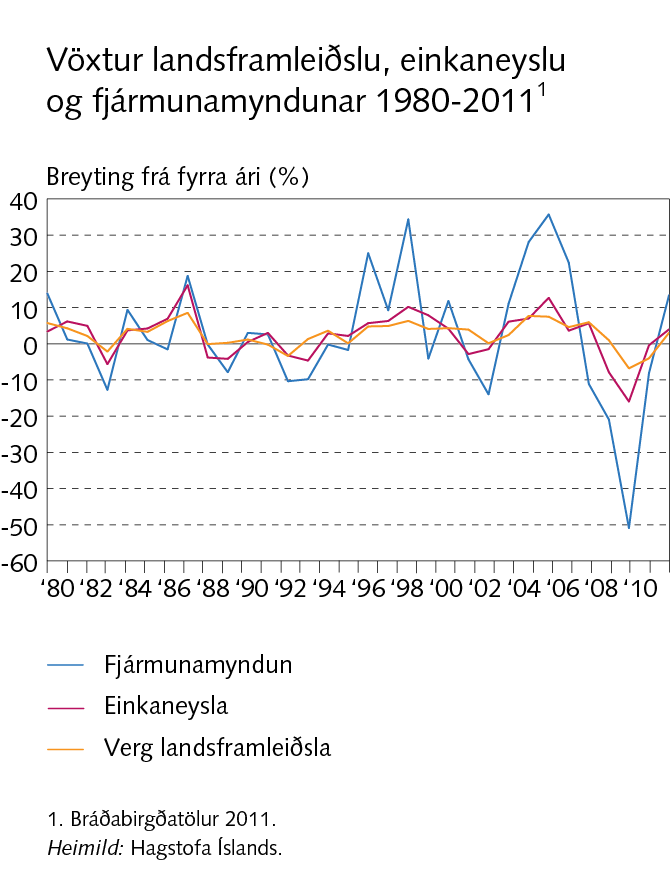 Vöxtur landsframleiðslu, einkaneyslu
og fjármunamyndunar 1980-2011¹
Breyting frá fyrra ári (%)
40
30
20
10
0
-10
-20
-30
-40
-50
-60
‘80 ‘82 ‘84 ‘86 ‘88 ‘90 ‘92 ‘94 ‘96 ‘98 ‘00 ‘02 ‘04 ‘06 ‘08 ‘10
Fjármunamyndun
Einkaneysla
Verg landsframleiðsla
1. Bráðabirgðatölur 2011.
Heimild: Hagstofa Íslands.